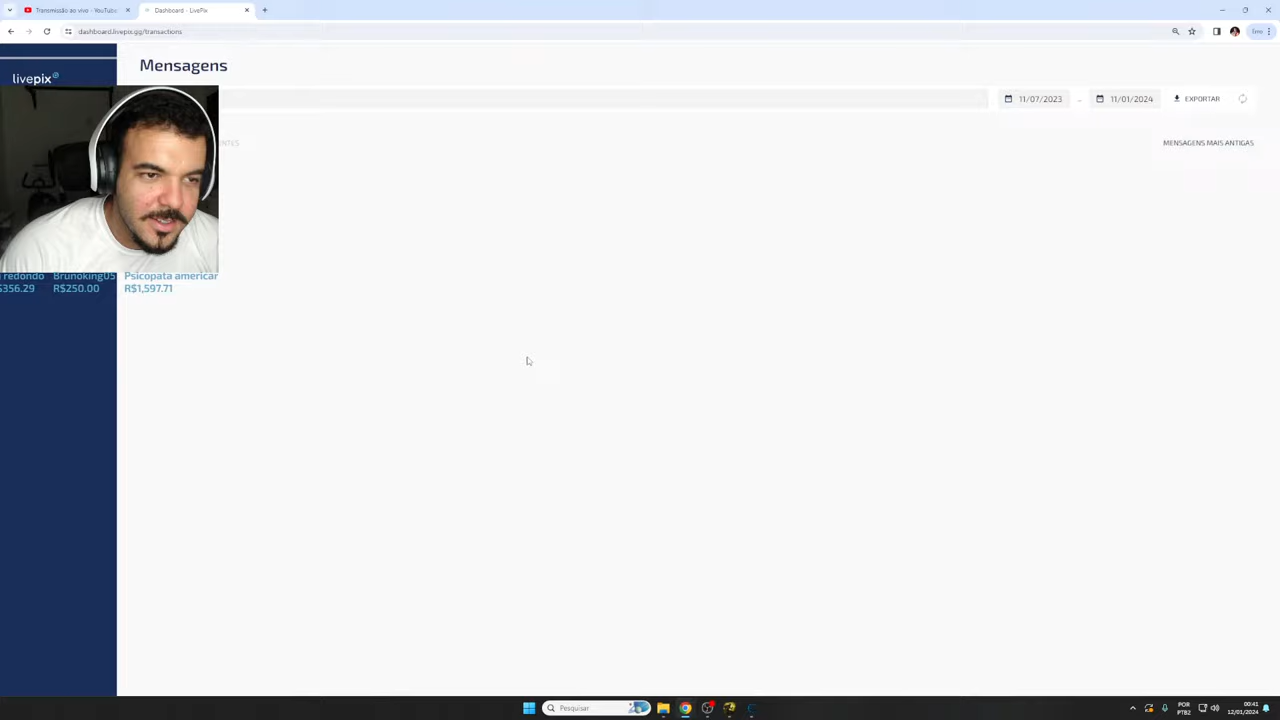 Transmissão ao vivo - YouTube
Dashboard - LivePix
dashboard.livepix.gg/transactions
livepix
Mensagens
11/07/2023 - 11/01/2024 EXPORTAR
MENSAGENS MAIS ANTIGAS
redondo Brunoking05 Psicopata americar
$356.29 R$250.00 R$1,597.71
Pesquisar
POR
PTB2
00:41
12/01/2024